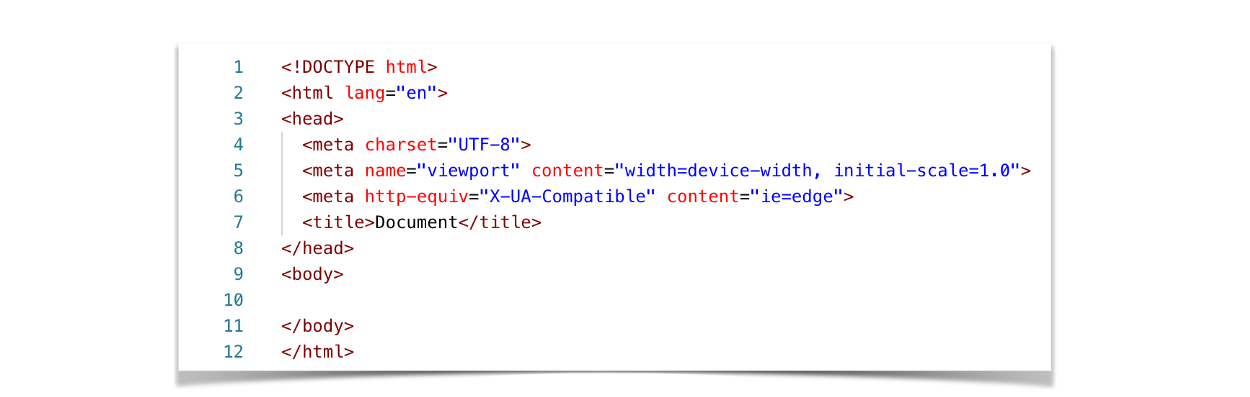 1 <!DOCTYPE html>
2 <html lang="en">
3 <head>
4   <meta charset="UTF-8">
5   <meta name="viewport" content="width=device-width, initial-scale=1.0">
6   <meta http-equiv="X-UA-Compatible" content="ie=edge">
7   <title>Document</title>
8 </head>
9 <body>
10
11 </body>
12 </html>